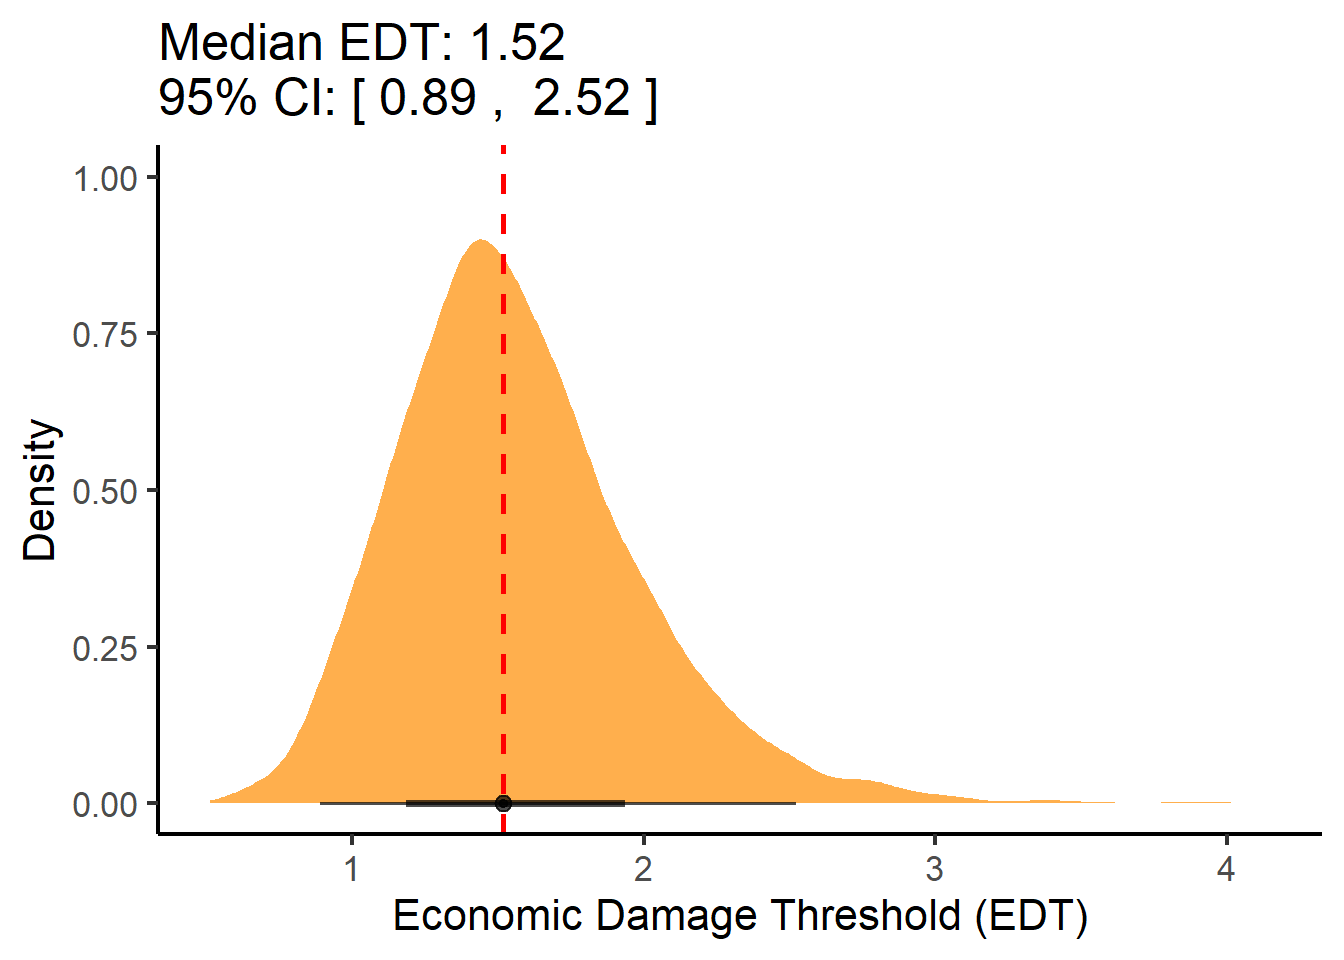 Median EDT: 1.52
95% CI: [ 0.89 ,  2.52 ]
1.00
0.75
0.50
0.25
0.00
Density
1
2
3
4
Economic Damage Threshold (EDT)